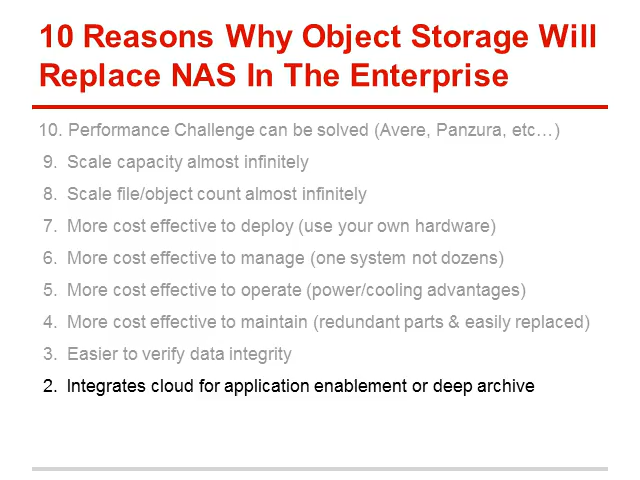 10 Reasons Why Object Storage Will
Replace NAS In The Enterprise
10. Performance Challenge can be solved (Avere, Panzura, etc…)
9. Scale capacity almost infinitely
8. Scale file/object count almost infinitely
7. More cost effective to deploy (use your own hardware)
6. More cost effective to manage (one system not dozens)
5. More cost effective to operate (power/cooling advantages)
4. More cost effective to maintain (redundant parts & easily replaced)
3. Easier to verify data integrity
2. Integrates cloud for application enablement or deep archive